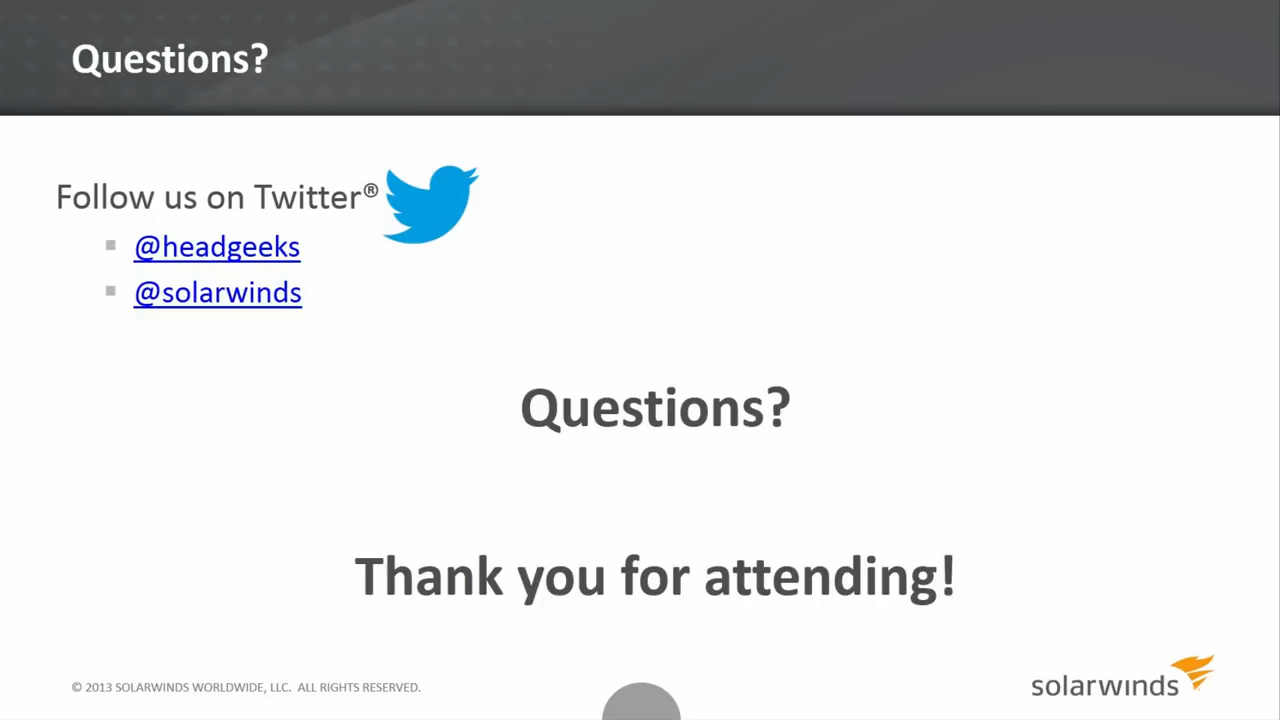 Questions?
Follow us on Twitter®
@headgeeks
@solarwinds
Questions?
Thank you for attending!
© 2013 SOLARWINDS WORLDWIDE, LLC. ALL RIGHTS RESERVED.
solarwinds